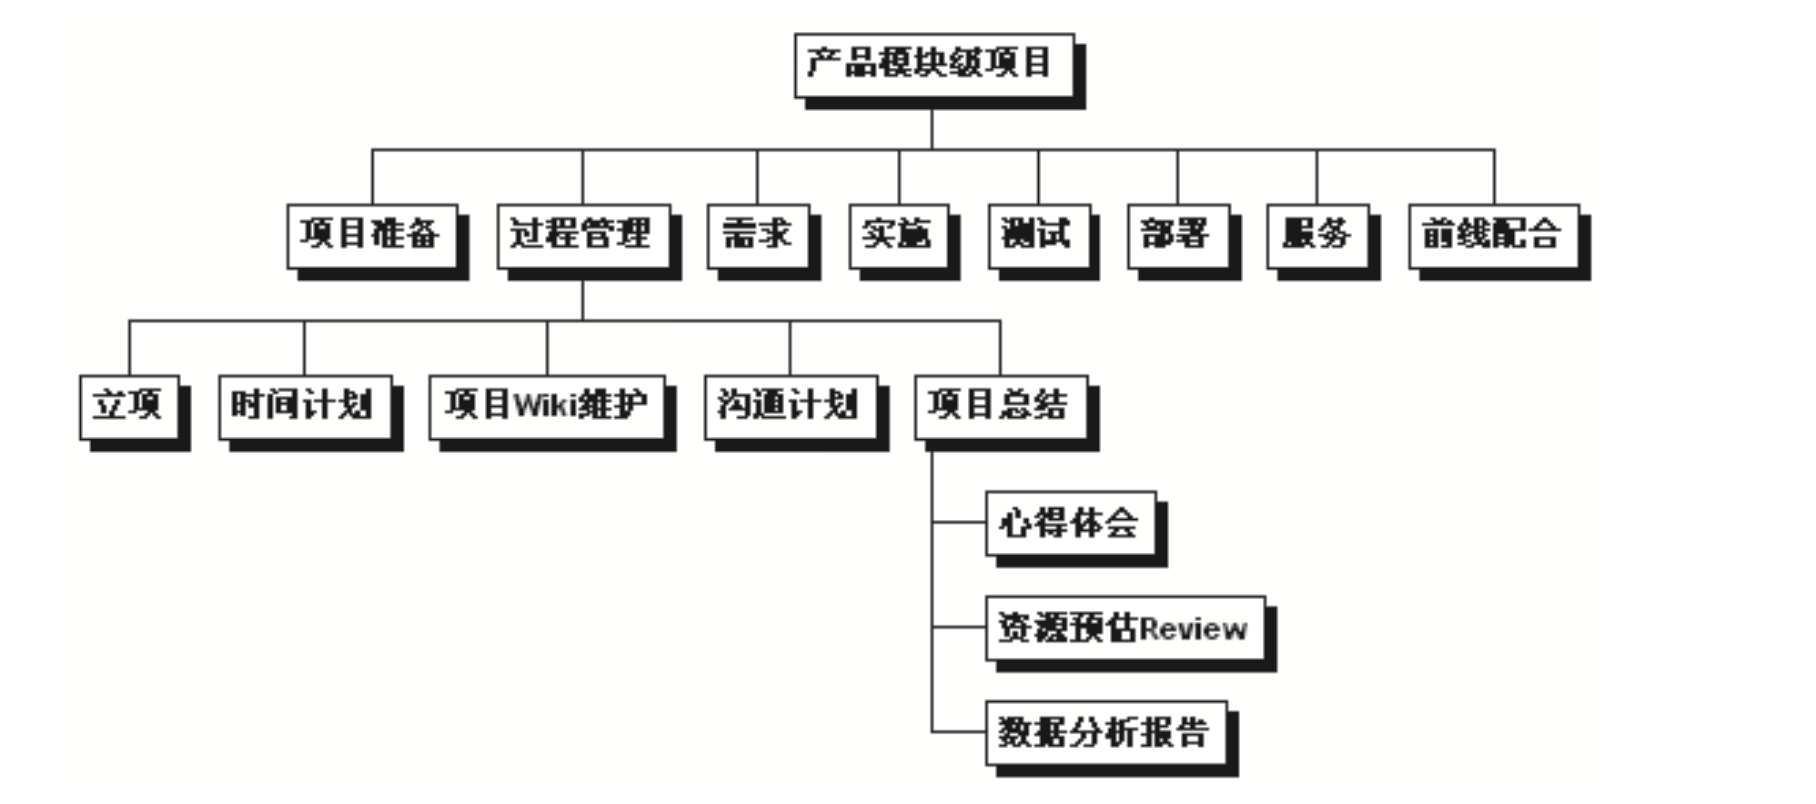 产品模块级项目
项目准备
过程管理
需求
实施
测试
部署
服务
前线配合
立项
时间计划
项目Wiki维护
沟通计划
项目总结
心得体会
资源预估Review
数据分析报告